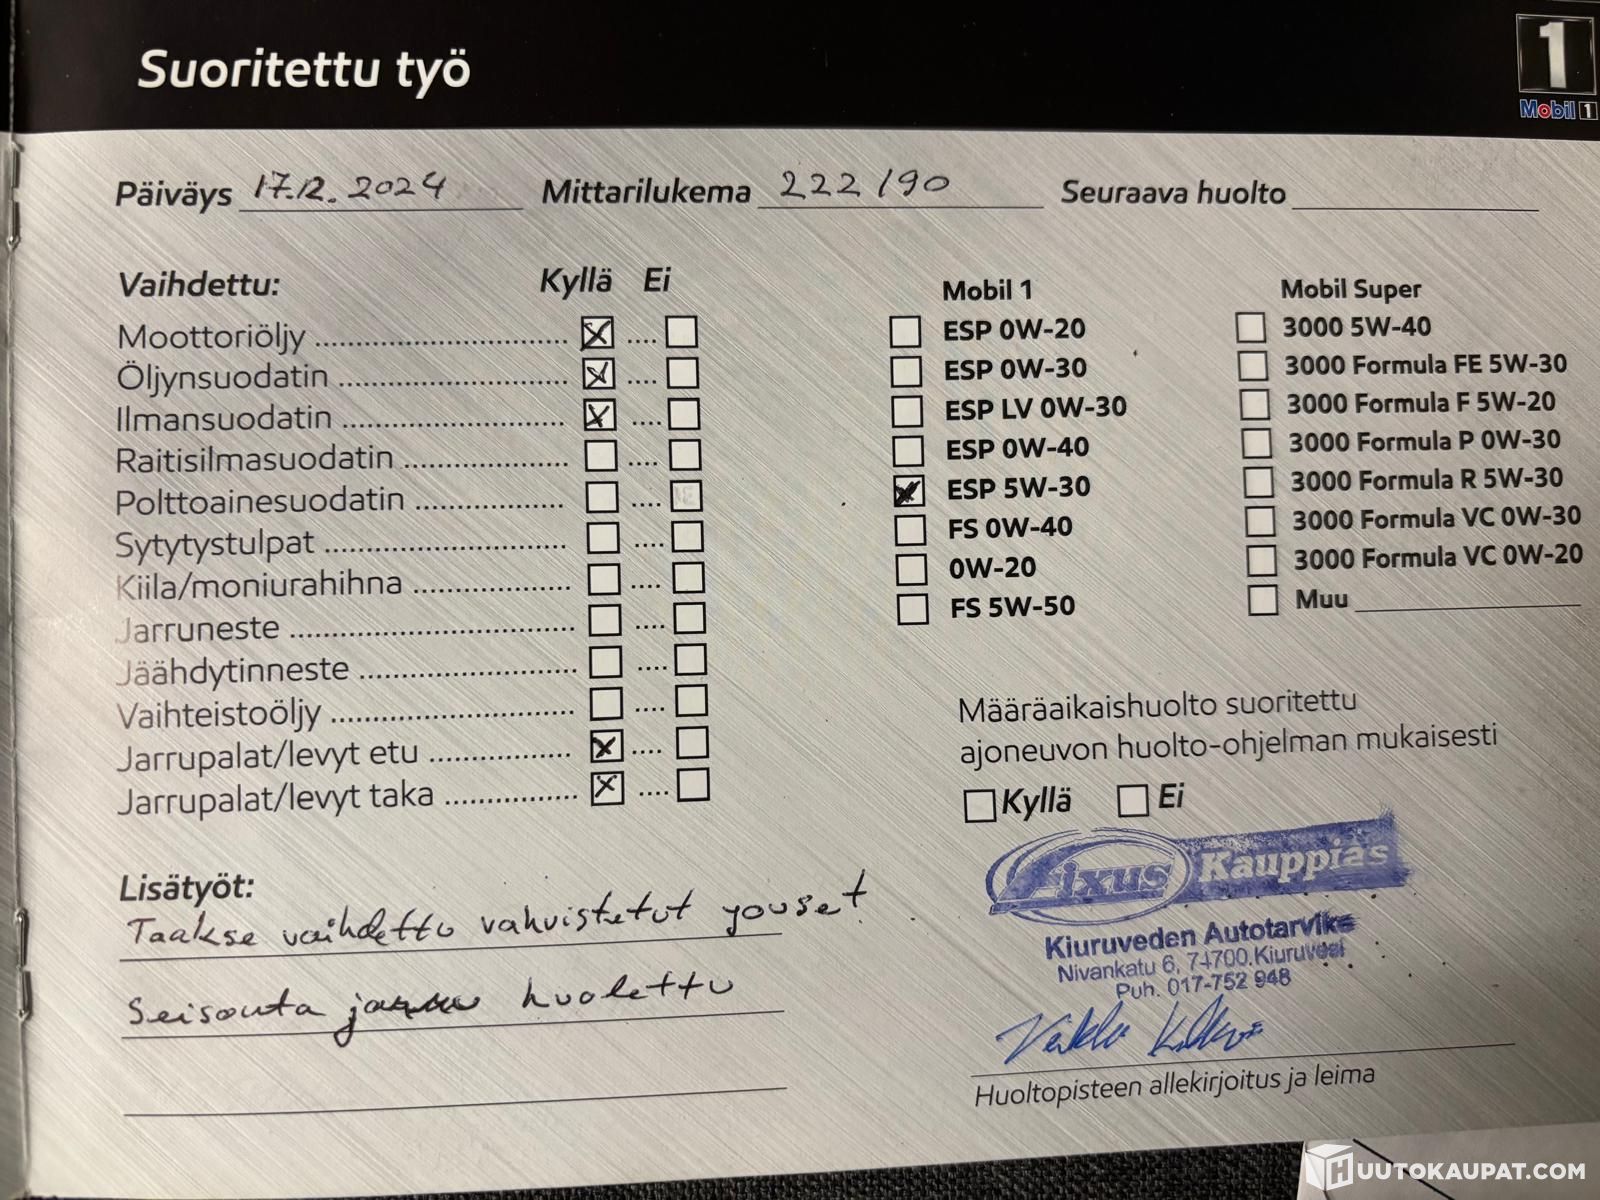 Suoritettu työ
1
Mobil 1
Päiväys 17.12.2024 Mittarilukema 222190 Seuraava huolto
Vaihdettu: Kyllä Ei
Moottoriöljy
Öljynsuodatin
Ilmansuodatin
Raitisilmasuodatin
Polttoainesuodatin
Sytytystulpat
Kiila/moniurahihna
Jarruneste
Jäähdytinneste
Vaihteistoöljy
Jarrupalat/levyt etu
Jarrupalat/levyt taka
Mobil 1
ESP 0W-20
ESP 0W-30
ESP LV 0W-30
ESP 0W-40
ESP 5W-30
FS 0W-40
0W-20
FS 5W-50
Mobil Super
3000 5W-40
3000 Formula FE 5W-30
3000 Formula F 5W-20
3000 Formula P 0W-30
3000 Formula R 5W-30
3000 Formula VC 0W-30
3000 Formula VC 0W-20
Muu
Määräaikaishuolto suoritettu
ajoneuvon huolto-ohjelman mukaisesti
Kyllä Ei
Lisätyöt:
Taakse vaihdettu vahvistetut youset
Seisonta jarru huolettu
Fixus Kauppias
Kiuruveden Autotarvike
Nivankatu 6, 74700 Kiuruvesi
Puh. 017-752 948
Huoltopisteen allekirjoitus ja leima
HUUTOKAUPAT.COM